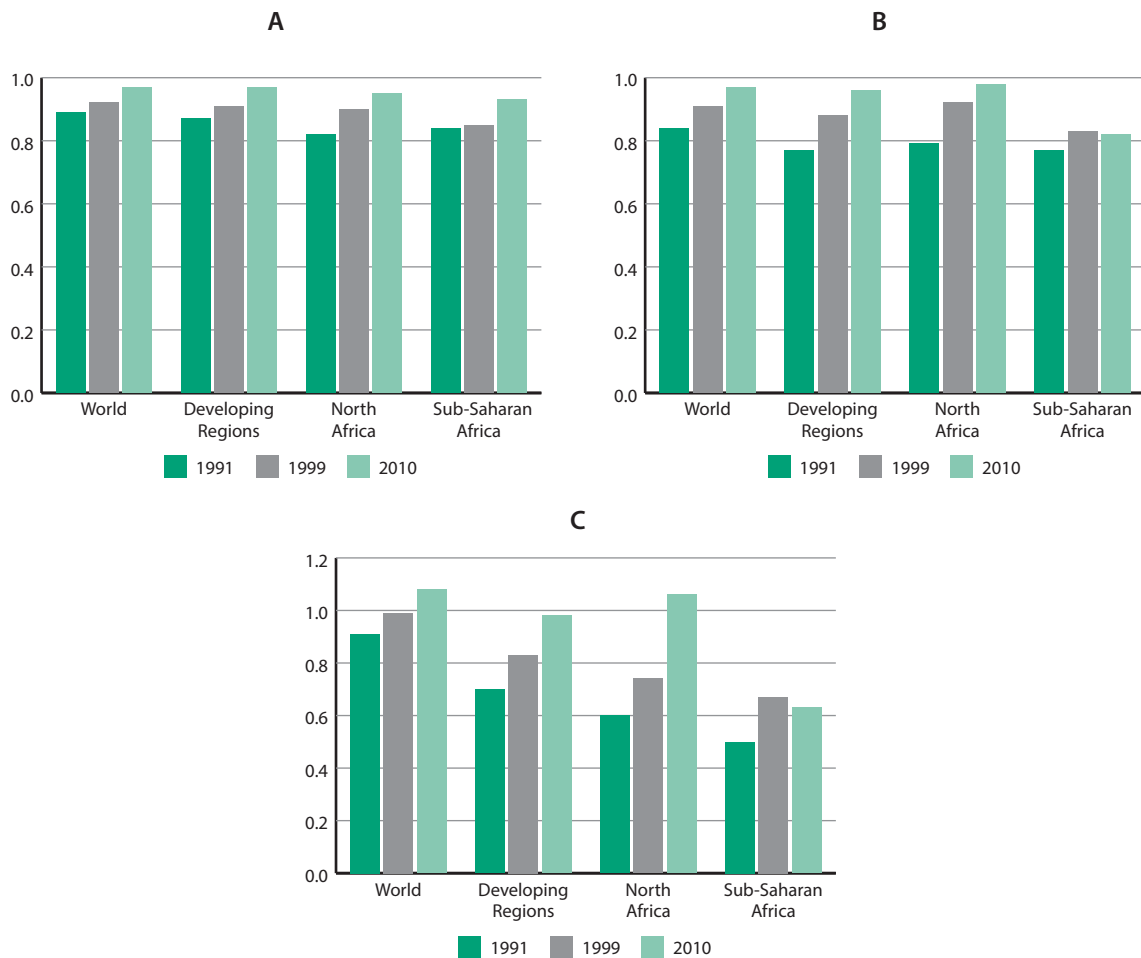 A
1.0
0.8
0.6
0.4
0.2
0.0
World
Developing Regions
North Africa
Sub-Saharan Africa
1991 1999 2010
B
1.0
0.8
0.6
0.4
0.2
0.0
World
Developing Regions
North Africa
Sub-Saharan Africa
1991 1999 2010
C
1.2
1.0
0.8
0.6
0.4
0.2
0.0
World
Developing Regions
North Africa
Sub-Saharan Africa
1991 1999 2010